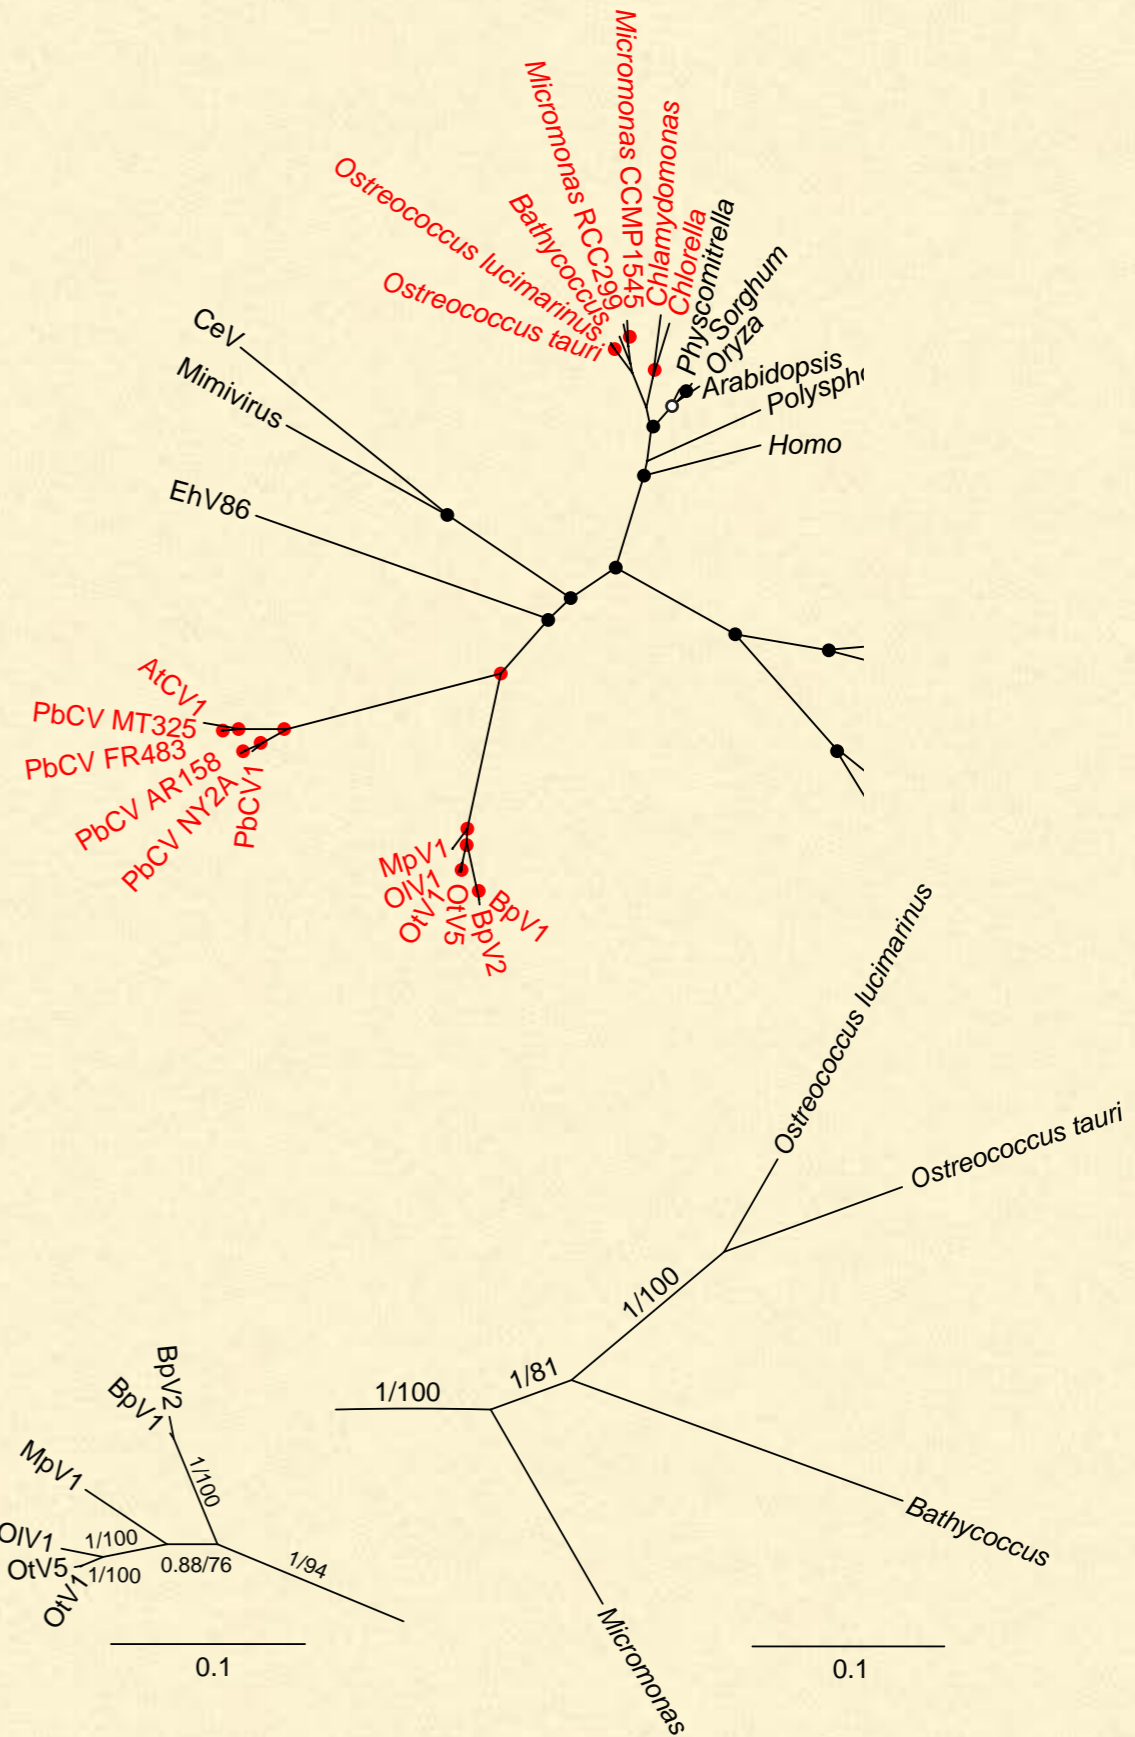 Micromonas CCMP1545
Micromonas RCC299
Chlamydomonas
Ostreococcus lucimarinus
Bathycoccus
Chlorella
Physcomitrella
Sorghum
Ostreococcus tauri
Oryza
CeV
Arabidopsis
Mimivirus
Polyspho
Homo
EhV86
AtCV1
PbCV MT325
PbCV FR483
PbCV AR158
PbCV NY2A
PbCV1
MpV1
OlV1
OtV1
OtV5
BpV2
BpV1
Ostreococcus lucimarinus
Ostreococcus tauri
1/100
1/81
1/100
Bathycoccus
Micromonas
0.1
BpV2
BpV1
1/100
MpV1
OlV1
1/100
OtV5
1/100
0.88/76
1/94
OtV1
0.1